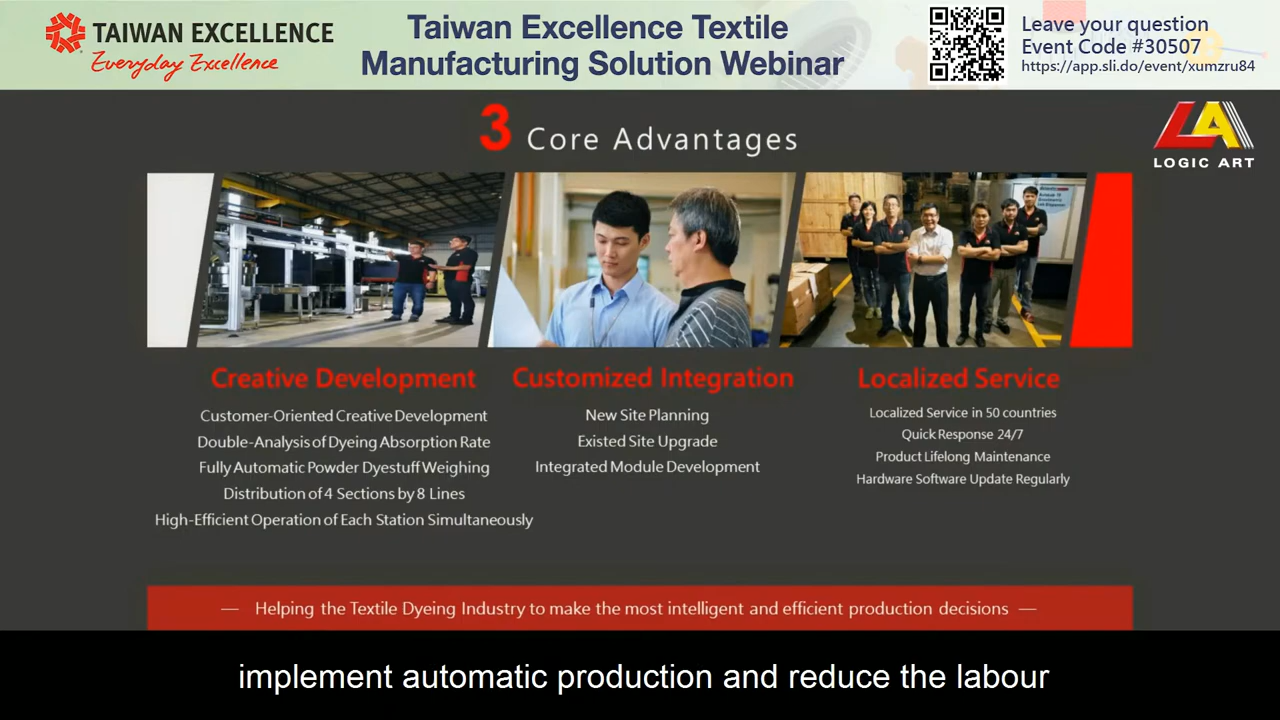 TAIWAN EXCELLENCE
Everyday Excellence
Taiwan Excellence Textile
Manufacturing Solution Webinar
Leave your question
Event Code #30507
https://app.sli.do/event/xumzru84
3 Core Advantages
LA
LOGIC ART
Creative Development
Customer-Oriented Creative Development
Double-Analysis of Dyeing Absorption Rate
Fully Automatic Powder Dyestuff Weighing
Distribution of 4 Sections by 8 Lines
High-Efficient Operation of Each Station Simultaneously
Customized Integration
New Site Planning
Existed Site Upgrade
Integrated Module Development
Localized Service
Localized Service in 50 countries
Quick Response 24/7
Product Lifelong Maintenance
Hardware Software Update Regularly
— Helping the Textile Dyeing Industry to make the most intelligent and efficient production decisions —
implement automatic production and reduce the labour